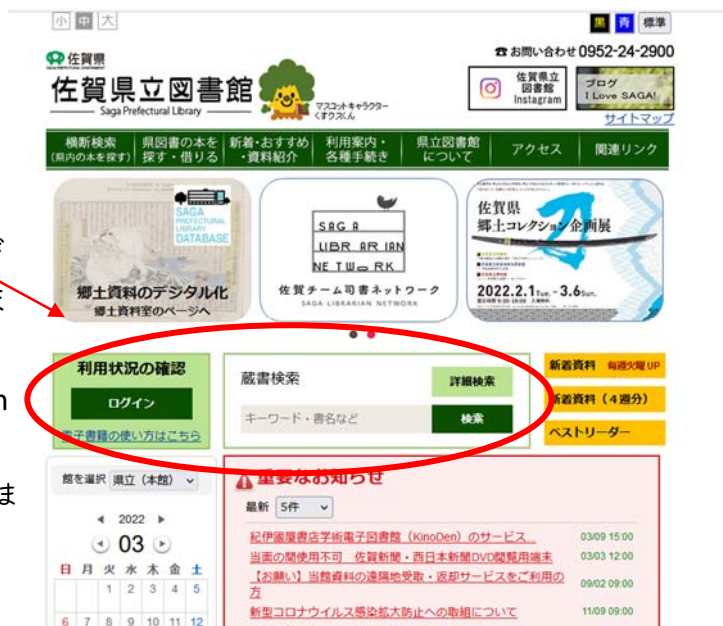 小 中 大
黒 青 標準
佐賀県
佐賀県立図書館
Saga Prefectural Library
マスコットキャラクター
くすクスくん
☎お問い合わせ 0952-24-2900
佐賀県立
図書館
Instagram
ブログ
I Love SAGA!
サイトマップ
横断検索
(県内の本を探す)
県図書の本を
探す・借りる
新着・おすすめ
・資料紹介
利用案内・
各種手続き
県立図書館
について
アクセス
関連リンク
SAGA
PREFECTURAL
LIBRARY
DATABASE
郷土資料のデジタル化
郷土資料室のページへ
SAGA
LIBRARIAN
NETWORK
佐賀チーム司書ネットワーク
SAGA LIBRARIAN NETWORK
佐賀県
郷土コレクション企画展
刀
2022.2.1Tue. - 3.6Sun.
ま
利用状況の確認
ログイン
電子書籍の使い方はこちら
蔵書検索
詳細検索
キーワード・書名など
検索
新着資料 毎週火曜UP
新着資料(4週分)
ベストリーダー
館を選択 県立(本館)
◀ 2022 ▶
03
日 月 火 水 木 金 土
1 2 3 4 5
6 7 8 9 10 11 12
重要なお知らせ
最新 5件
紀伊國屋書店学術電子図書館(KinoDen)のサービス... 03/09 15:00
当面の間使用不可 佐賀新聞・西日本新聞DVD閲覧用端末 03/03 12:00
【お願い】当館資料の遠隔地受取・返却サービスをご利用の
方 09/02 09:00
新型コロナウイルス感染拡大防止への取組について 11/09 09:00